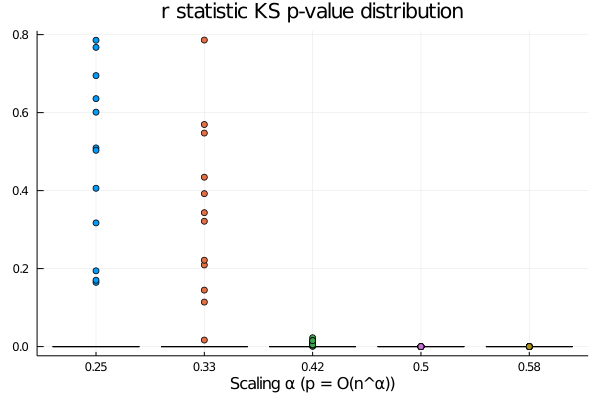 r statistic KS p-value distribution
0.8
0.6
0.4
0.2
0.0
0.25 0.33 0.42 0.5 0.58
Scaling α (p = O(n^α))